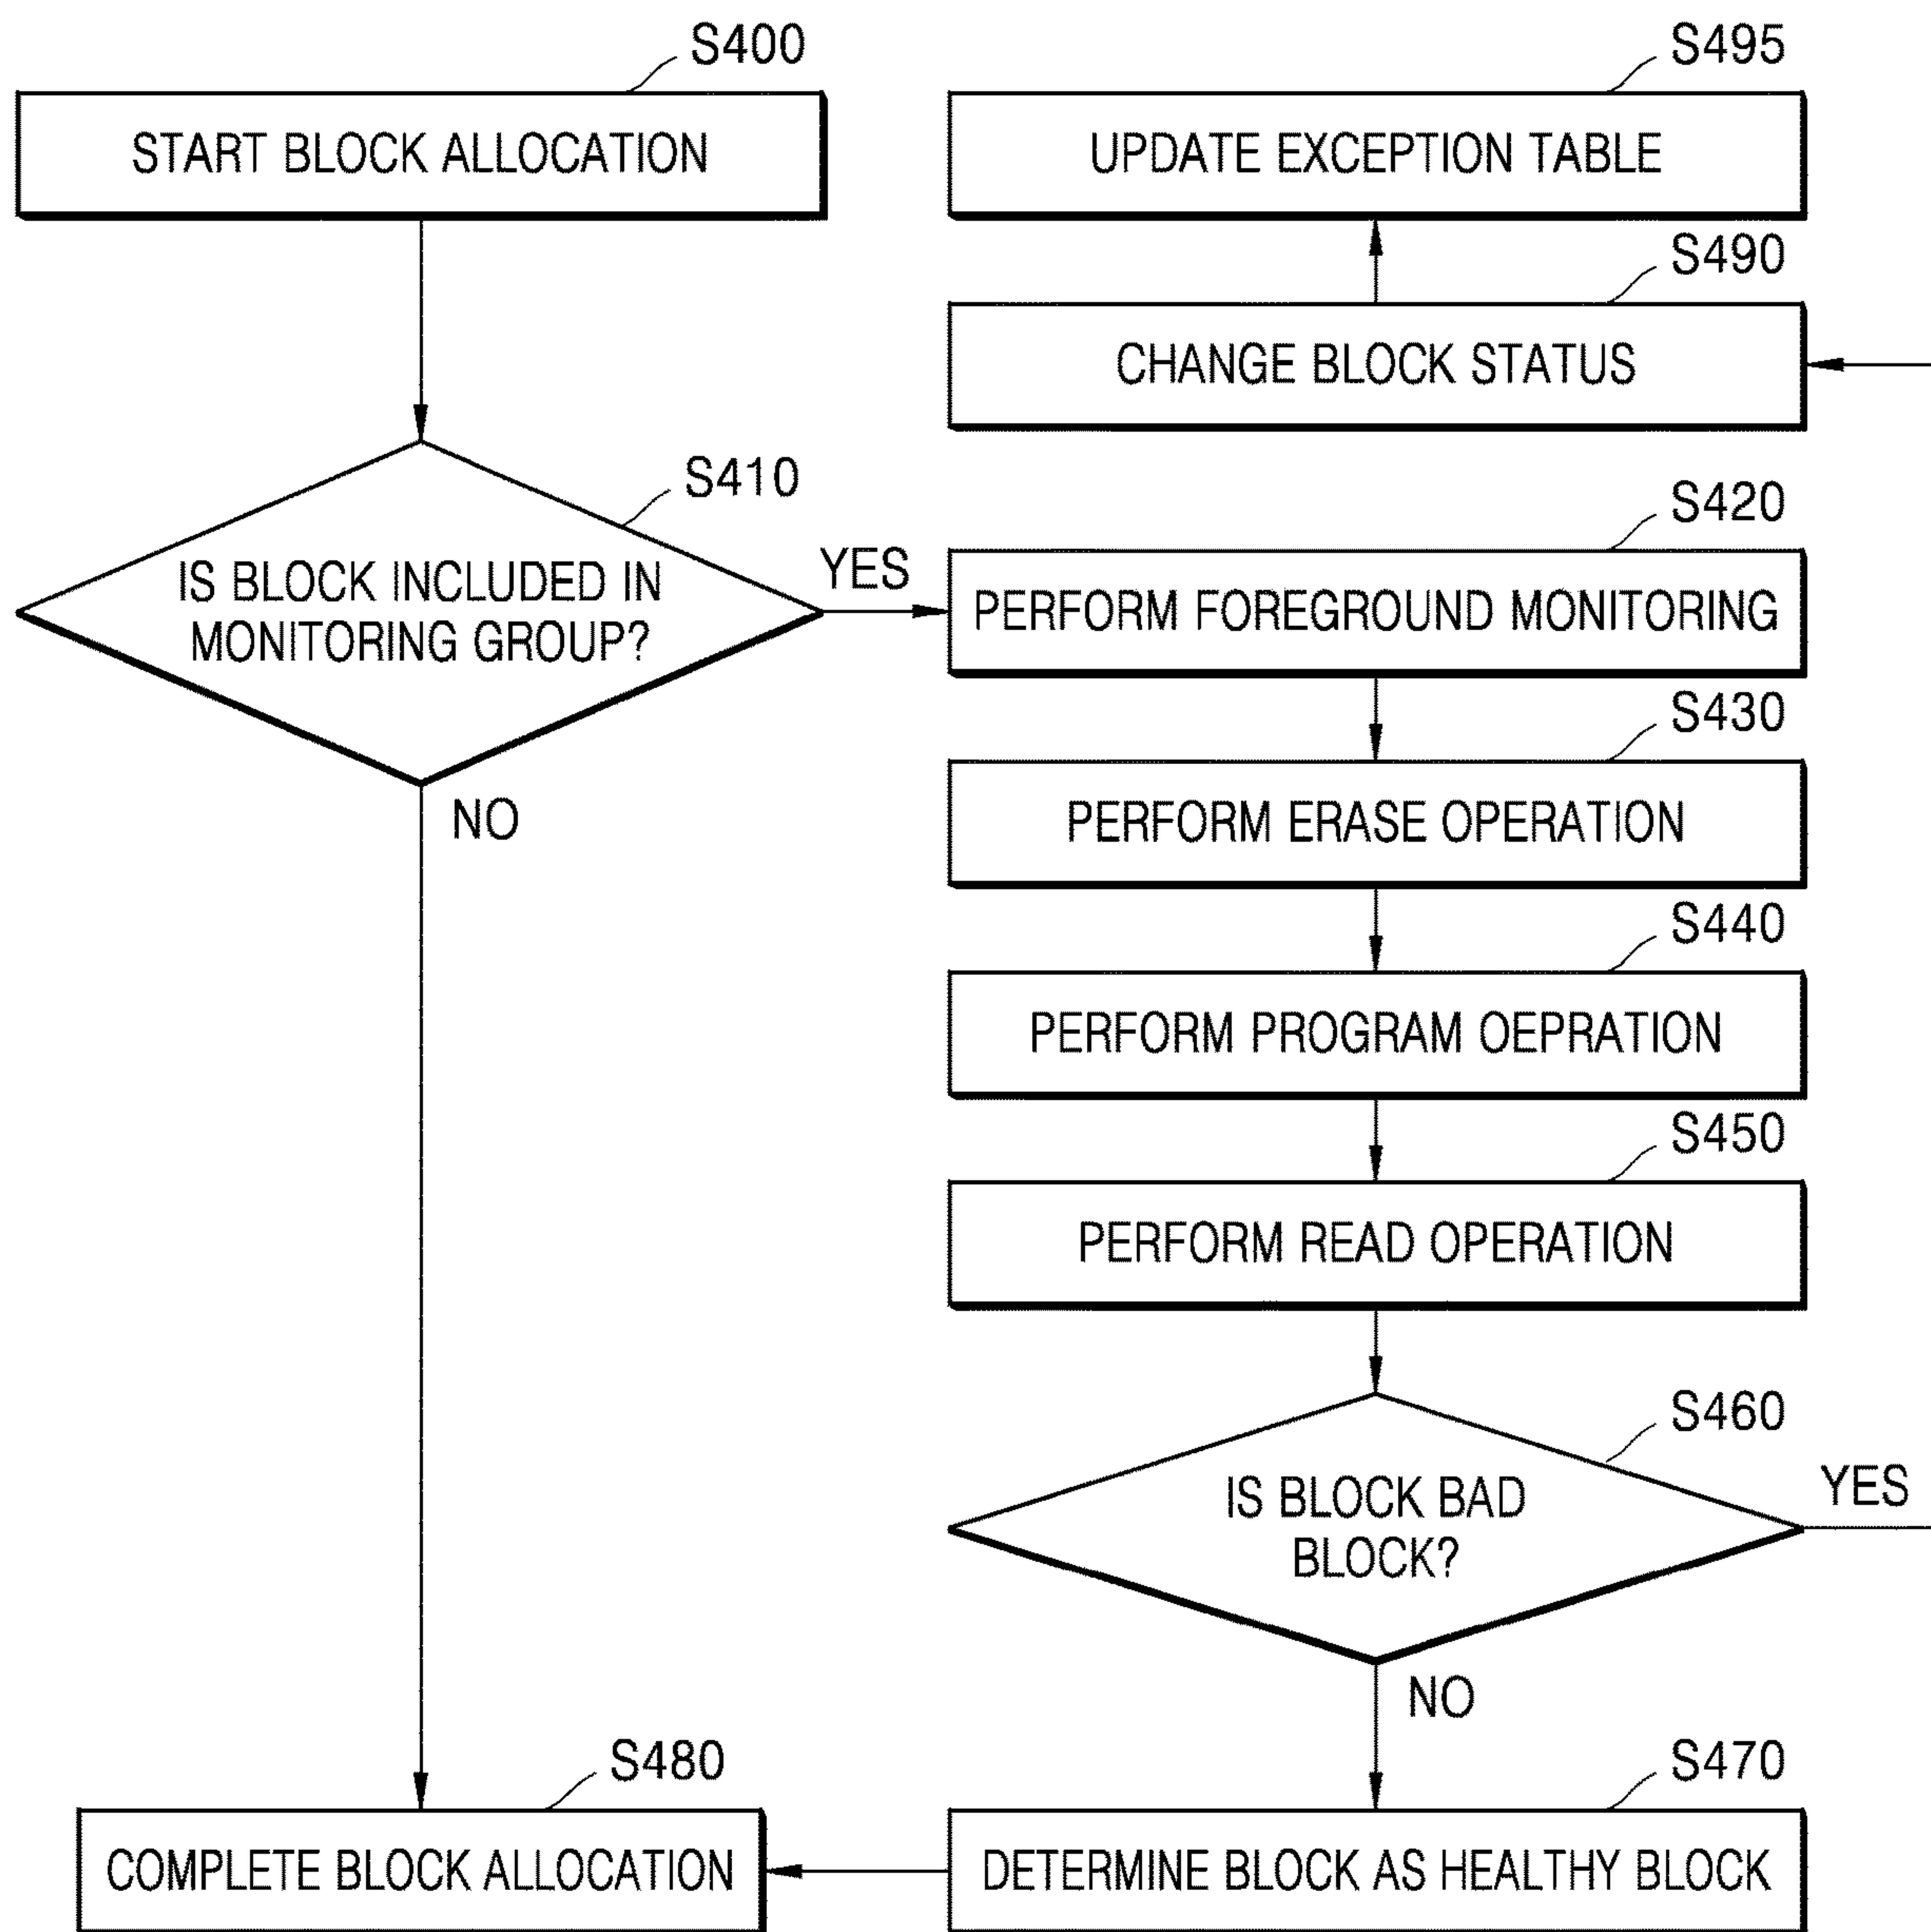 S400
START BLOCK ALLOCATION
S495
UPDATE EXCEPTION TABLE
S490
CHANGE BLOCK STATUS
S410
IS BLOCK INCLUDED IN
MONITORING GROUP?
YES
NO
S420
PERFORM FOREGROUND MONITORING
S430
PERFORM ERASE OPERATION
S440
PERFORM PROGRAM OEPRATION
S450
PERFORM READ OPERATION
S460
IS BLOCK BAD
BLOCK?
YES
NO
S480
COMPLETE BLOCK ALLOCATION
S470
DETERMINE BLOCK AS HEALTHY BLOCK